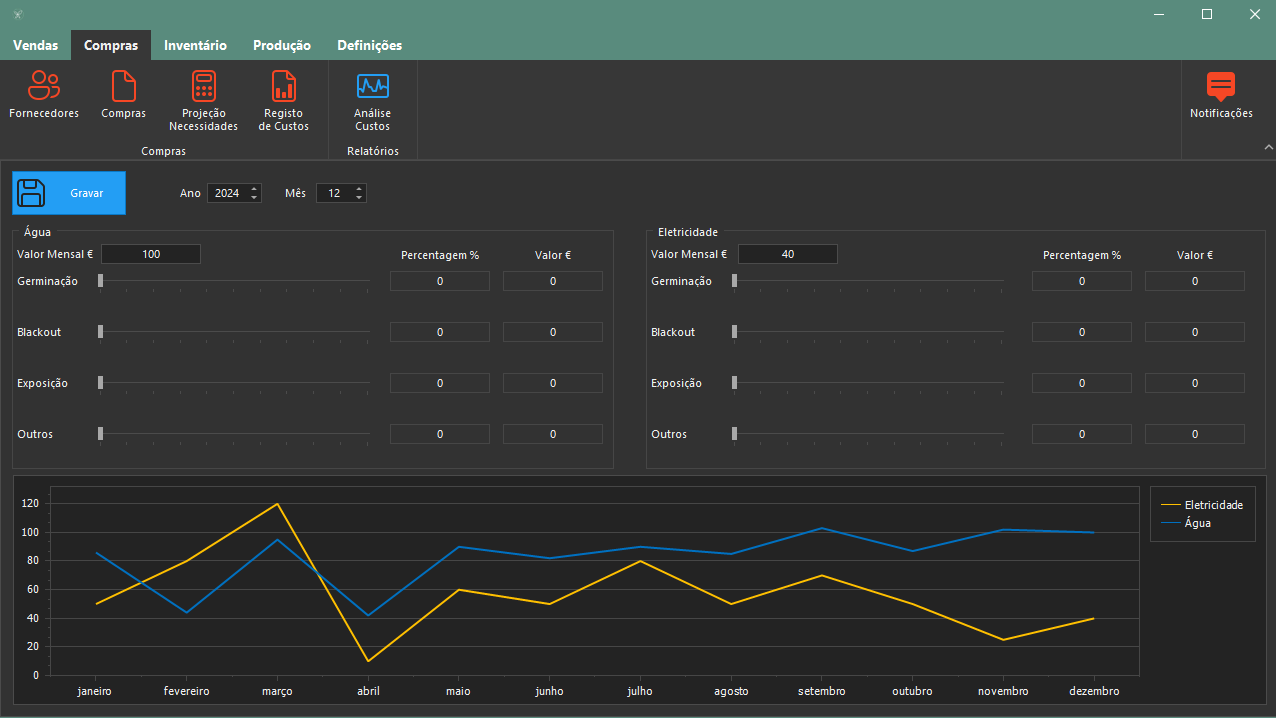 Vendas Compras Inventário Produção Definições
Fornecedores
Compras
Projeção
Necessidades
Registo
de Custos
Compras
Análise
Custos
Relatórios
Notificações
Gravar
Ano 2024 Mês 12
Água
Valor Mensal € 100 Percentagem % Valor €
Germinação 0 0
Blackout 0 0
Exposição 0 0
Outros 0 0
Eletricidade
Valor Mensal € 40 Percentagem % Valor €
Germinação 0 0
Blackout 0 0
Exposição 0 0
Outros 0 0
120
100
80
60
40
20
0
janeiro fevereiro março abril maio junho julho agosto setembro outubro novembro dezembro
Eletricidade
Água